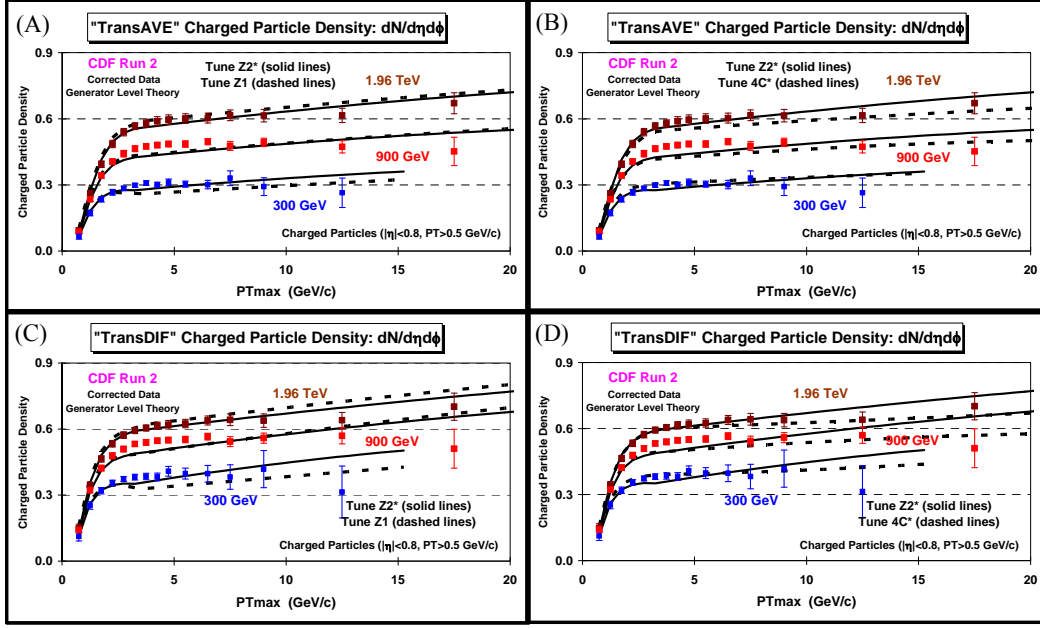 (A)
"TransAVE" Charged Particle Density: dN/dηdϕ
0.9
CDF Run 2
Corrected Data
Generator Level Theory
Tune Z2* (solid lines)
Tune Z1 (dashed lines)
1.96 TeV
0.6
900 GeV
0.3
300 GeV
Charged Particles (|η|<0.8, PT>0.5 GeV/c)
0.0
0 5 10 15 20
PTmax (GeV/c)
Charged Particle Density
(B)
"TransAVE" Charged Particle Density: dN/dηdϕ
0.9
CDF Run 2
Corrected Data
Generator Level Theory
Tune Z2* (solid lines)
Tune 4C* (dashed lines)
1.96 TeV
0.6
900 GeV
0.3
300 GeV
Charged Particles (|η|<0.8, PT>0.5 GeV/c)
0.0
0 5 10 15 20
PTmax (GeV/c)
Charged Particle Density
(C)
"TransDIF" Charged Particle Density: dN/dηdϕ
0.9
CDF Run 2
Corrected Data
Generator Level Theory
1.96 TeV
0.6
900 GeV
0.3
300 GeV
Tune Z2* (solid lines)
Tune Z1 (dashed lines)
Charged Particles (|η|<0.8, PT>0.5 GeV/c)
0.0
0 5 10 15 20
PTmax (GeV/c)
Charged Particle Density
(D)
"TransDIF" Charged Particle Density: dN/dηdϕ
0.9
CDF Run 2
Corrected Data
Generator Level Theory
1.96 TeV
0.6
900 GeV
0.3
300 GeV
Tune Z2* (solid lines)
Tune 4C* (dashed lines)
Charged Particles (|η|<0.8, PT>0.5 GeV/c)
0.0
0 5 10 15 20
PTmax (GeV/c)
Charged Particle Density